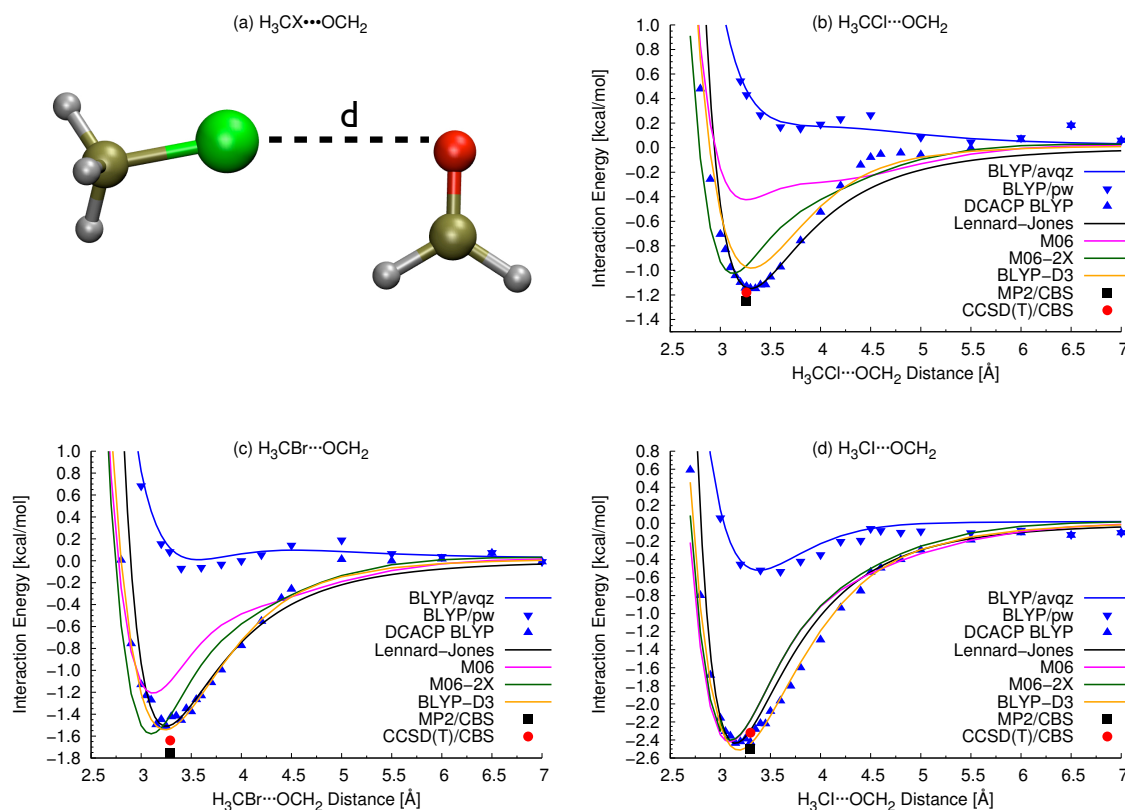 (a) H₃CX•••OCH₂
d
(b) H₃CCl···OCH₂
Interaction Energy [kcal/mol]
1.0
0.8
0.6
0.4
0.2
0.0
−0.2
−0.4
−0.6
−0.8
−1.0
−1.2
−1.4
BLYP/avqz
BLYP/pw
DCACP BLYP
Lennard−Jones
M06
M06−2X
BLYP−D3
MP2/CBS
CCSD(T)/CBS
2.5 3 3.5 4 4.5 5 5.5 6 6.5 7
H₃CCl···OCH₂ Distance [Å]
(c) H₃CBr···OCH₂
Interaction Energy [kcal/mol]
1.0
0.8
0.6
0.4
0.2
0.0
−0.2
−0.4
−0.6
−0.8
−1.0
−1.2
−1.4
−1.6
−1.8
BLYP/avqz
BLYP/pw
DCACP BLYP
Lennard−Jones
M06
M06−2X
BLYP−D3
MP2/CBS
CCSD(T)/CBS
2.5 3 3.5 4 4.5 5 5.5 6 6.5 7
H₃CBr···OCH₂ Distance [Å]
(d) H₃CI···OCH₂
Interaction Energy [kcal/mol]
0.8
0.6
0.4
0.2
0.0
−0.2
−0.4
−0.6
−0.8
−1.0
−1.2
−1.4
−1.6
−1.8
−2.0
−2.2
−2.4
−2.6
BLYP/avqz
BLYP/pw
DCACP BLYP
Lennard−Jones
M06
M06−2X
BLYP−D3
MP2/CBS
CCSD(T)/CBS
2.5 3 3.5 4 4.5 5 5.5 6 6.5 7
H₃CI···OCH₂ Distance [Å]